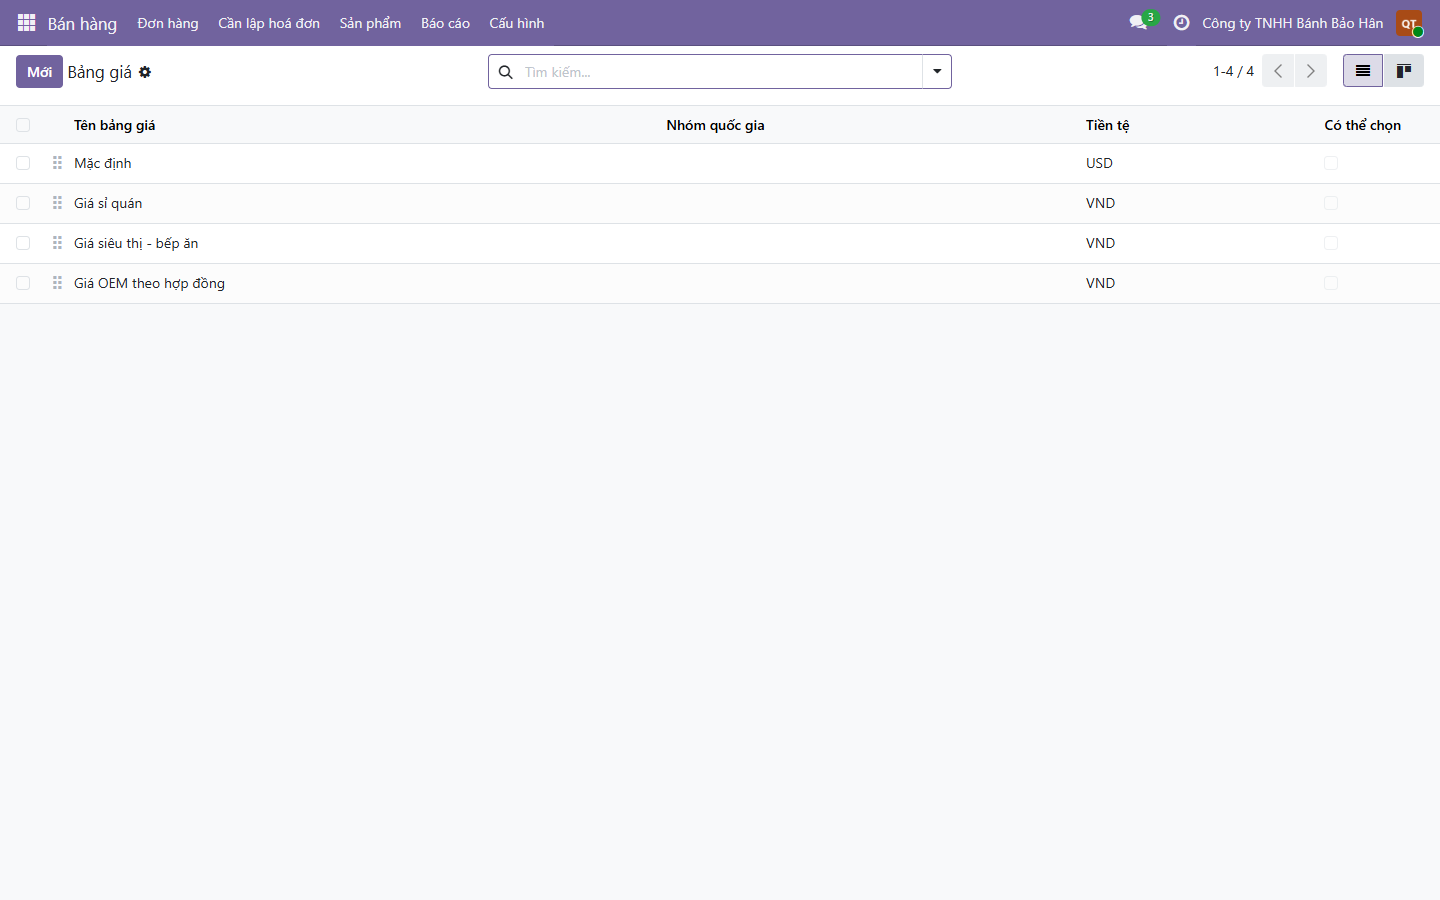 Bán hàng Đơn hàng Cần lập hoá đơn Sản phẩm Báo cáo Cấu hình 3 Công ty TNHH Bánh Bảo Hân QT
Mới Bảng giá Tìm kiếm... 1-4 / 4
Tên bảng giá Nhóm quốc gia Tiền tệ Có thể chọn
Mặc định USD
Giá sỉ quán VND
Giá siêu thị - bếp ăn VND
Giá OEM theo hợp đồng VND